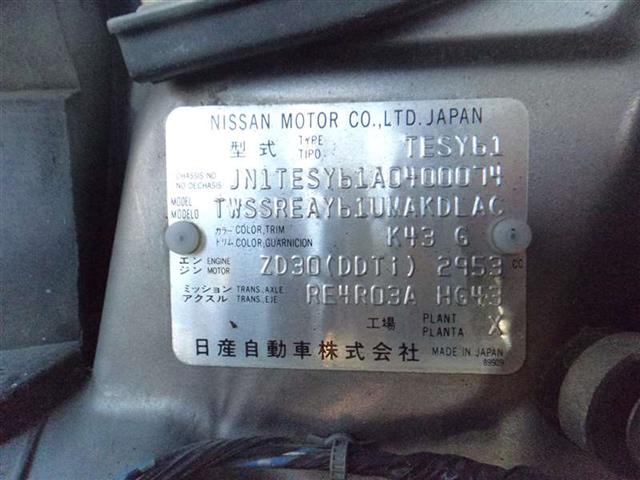 NISSAN MOTOR CO.,LTD. JAPAN
型式 TYPE TIPO TESY61
CHASSIS NO NO DECHASIS JN1TESY61A0400074
MODEL MODELO TWSSREAY61UMAKDLAC
カラー COLOR,TRIM トリム COLOR,GUARNICION K43 G
エンジン ENGINE MOTOR ZD30(DDTi) 2953 CC
ミッション TRANS.,AXLE アクスル TRANS.,EJE RE4R03A HG43
工場 PLANT PLANTA X
日産自動車株式会社 MADE IN JAPAN
89509